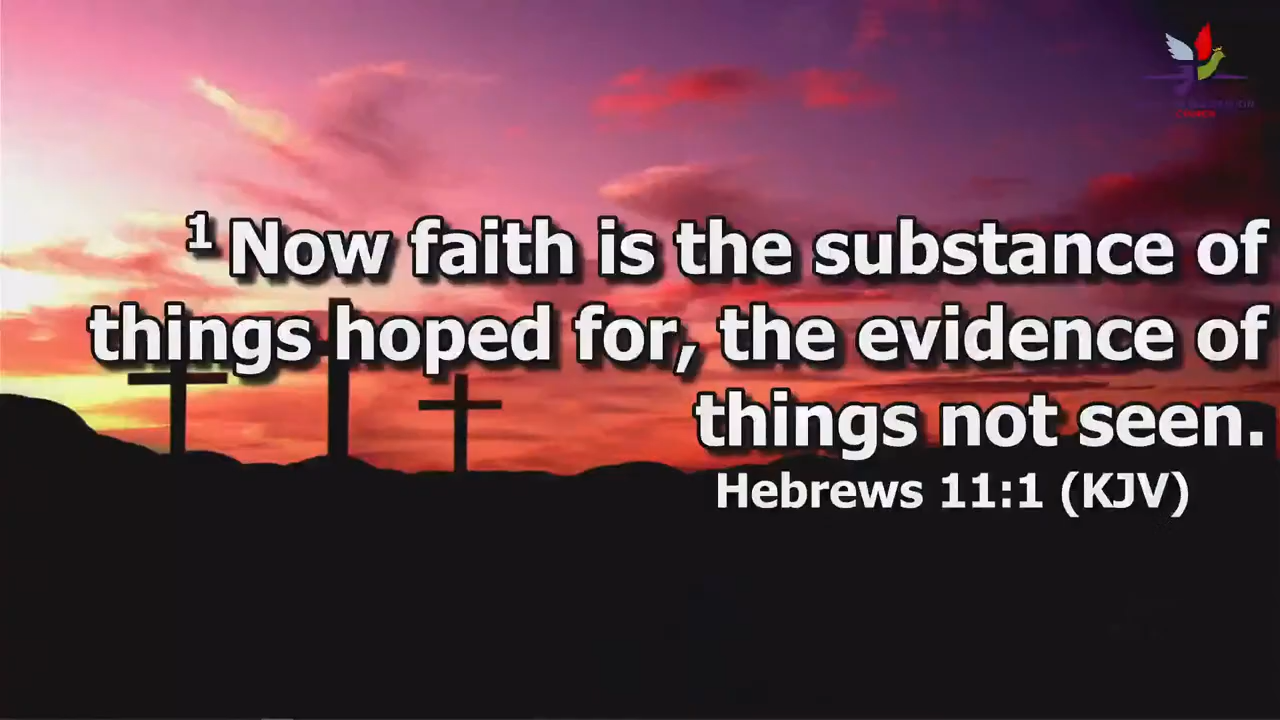 ¹ Now faith is the substance of
things hoped for, the evidence of
things not seen.
Hebrews 11:1 (KJV)
CHURCH